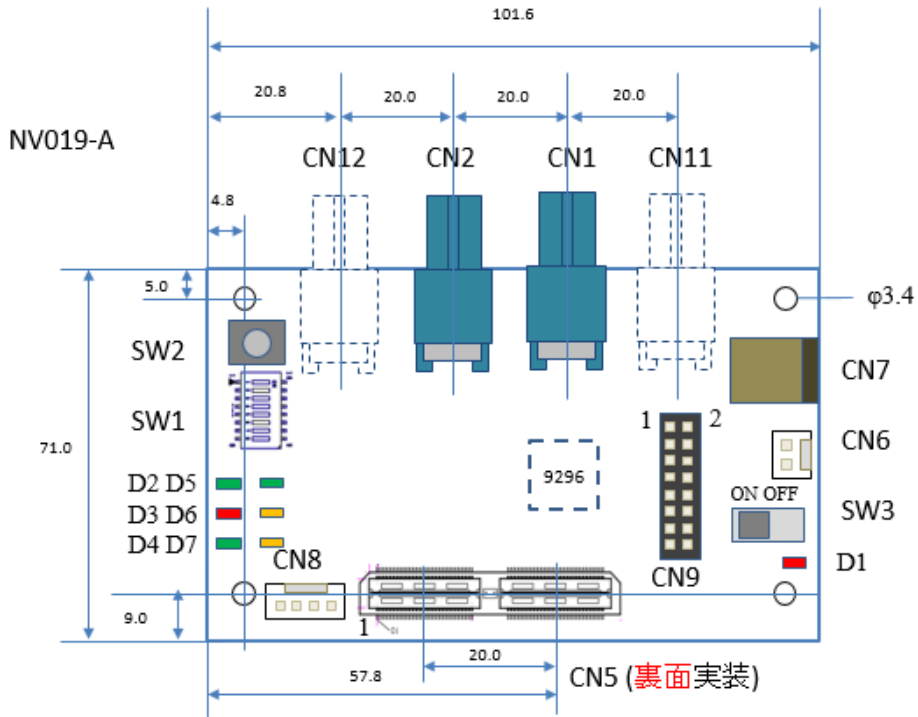 101.6
20.8
20.0
20.0
20.0
NV019-A
CN12
CN2
CN1
CN11
4.8
5.0
φ3.4
SW2
CN7
SW1
1
2
CN6
71.0
9296
D2 D5
ON OFF
SW3
D3 D6
D4 D7
CN8
CN9
D1
9.0
1
20.0
57.8
CN5 (裏面実装)